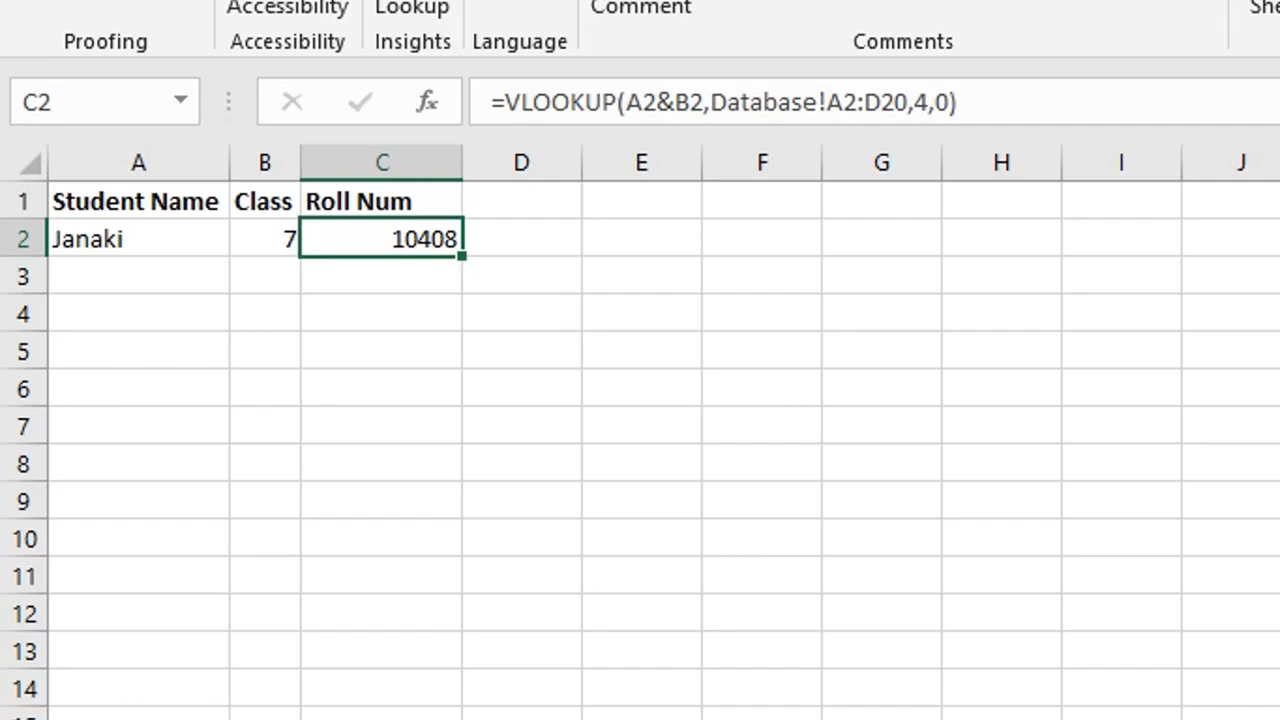 Accessibility Lookup Comment She
Proofing Accessibility Insights Language Comments
C2 fx =VLOOKUP(A2&B2,Database!A2:D20,4,0)
A B C D E F G H I J
1 Student Name Class Roll Num
2 Janaki 7 10408
3
4
5
6
7
8
9
10
11
12
13
14